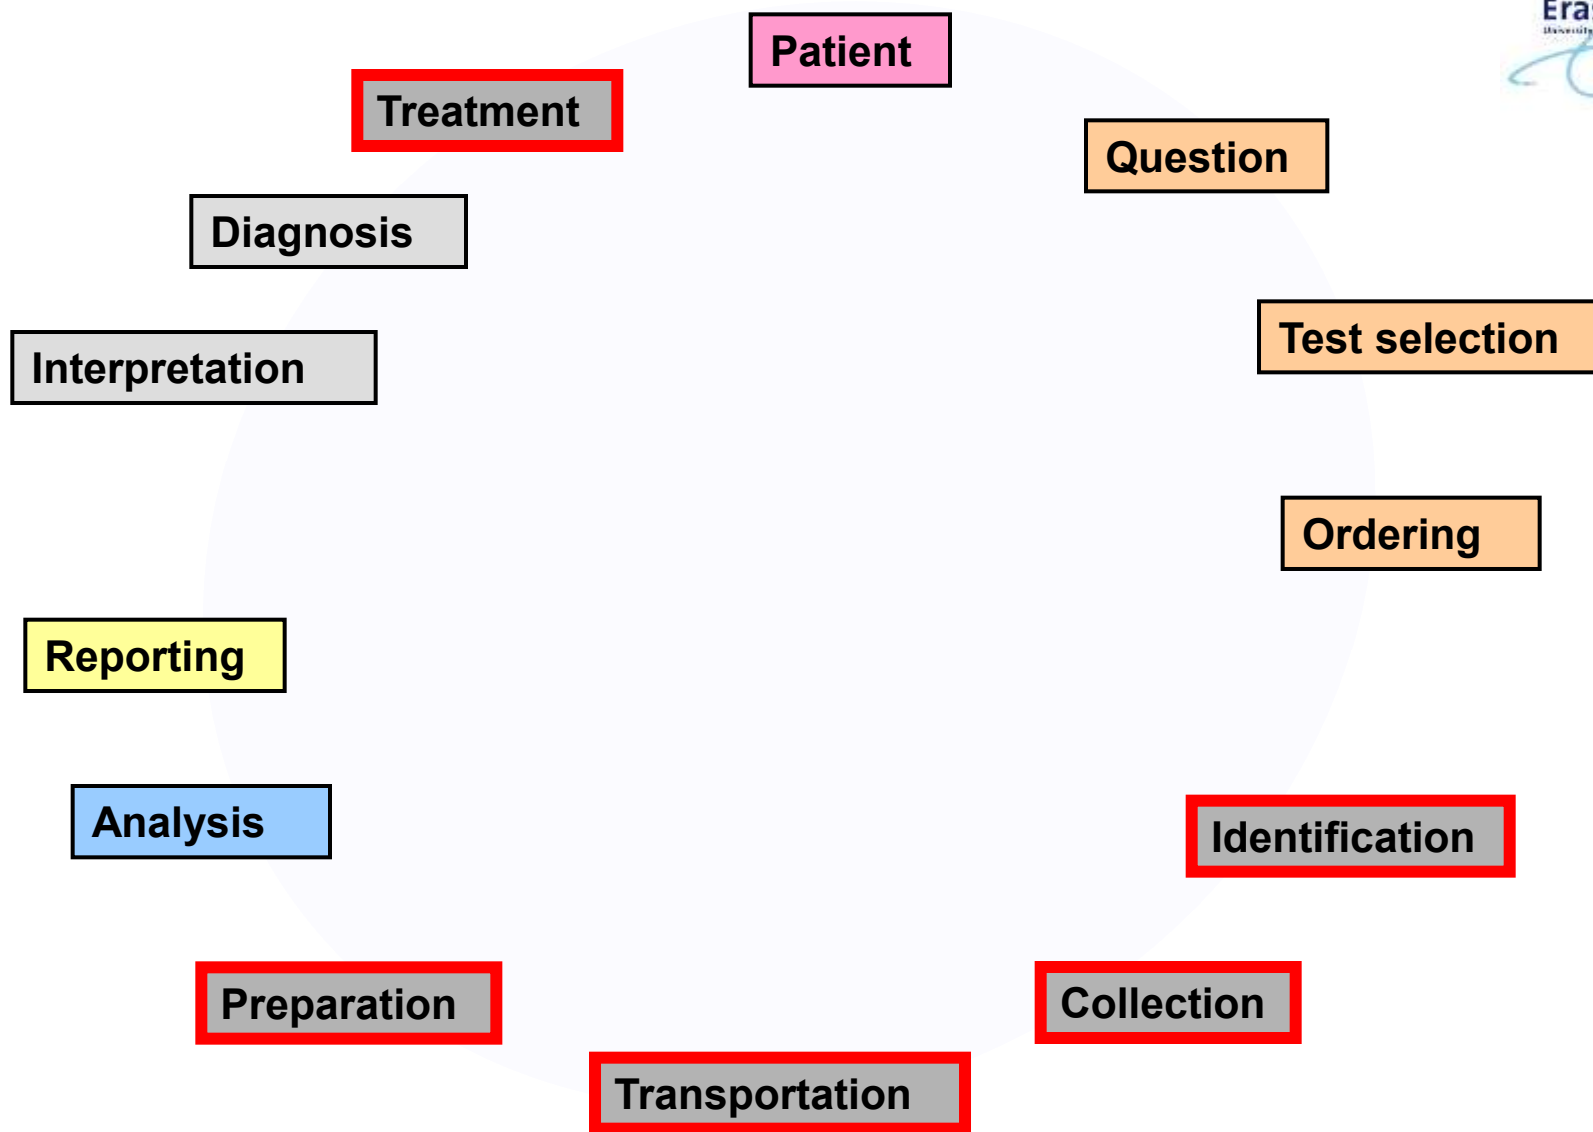 Patient
Question
Test selection
Ordering
Identification
Collection
Transportation
Preparation
Analysis
Reporting
Interpretation
Diagnosis
Treatment